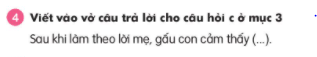 4 Viết vào vở câu trả lời cho câu hỏi c ở mục 3
Sau khi làm theo lời mẹ, gấu con cảm thấy (...).